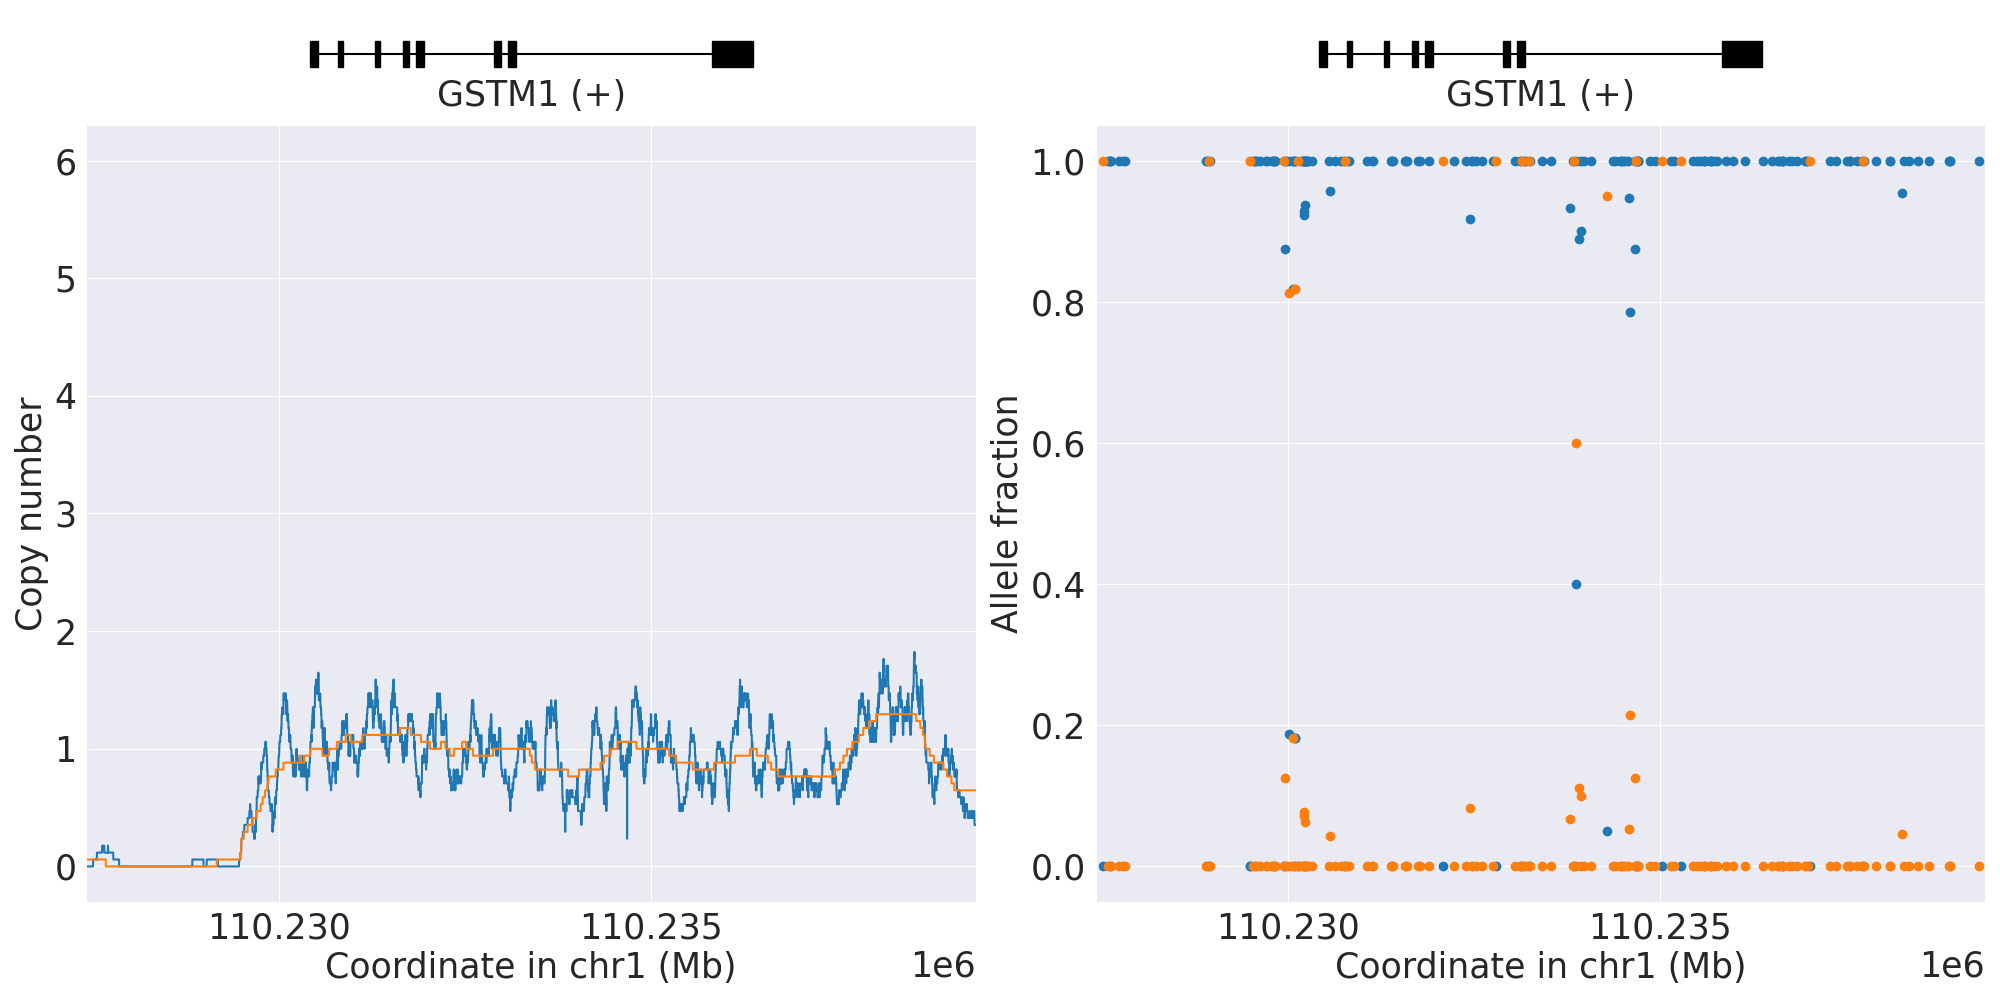 GSTM1 (+)
6
5
4
3
2
1
0
Copy number
110.230
110.235
Coordinate in chr1 (Mb)
1e6
GSTM1 (+)
1.0
0.8
0.6
0.4
0.2
0.0
Allele fraction
110.230
110.235
Coordinate in chr1 (Mb)
1e6